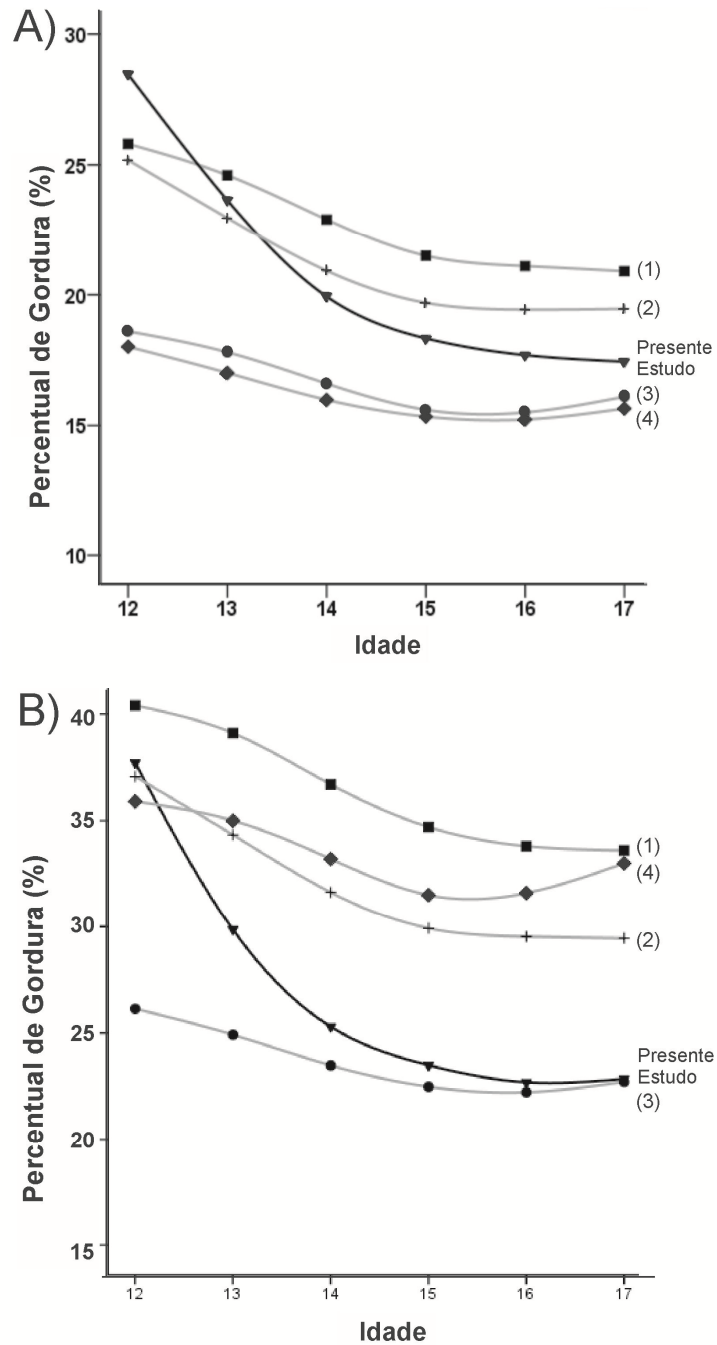 A)
30
25
20
15
10
Percentual de Gordura (%)
(1)
(2)
Presente
Estudo
(3)
(4)
12 13 14 15 16 17
Idade
B)
40
35
30
25
20
15
Percentual de Gordura (%)
(1)
(4)
(2)
Presente
Estudo
(3)
12 13 14 15 16 17
Idade